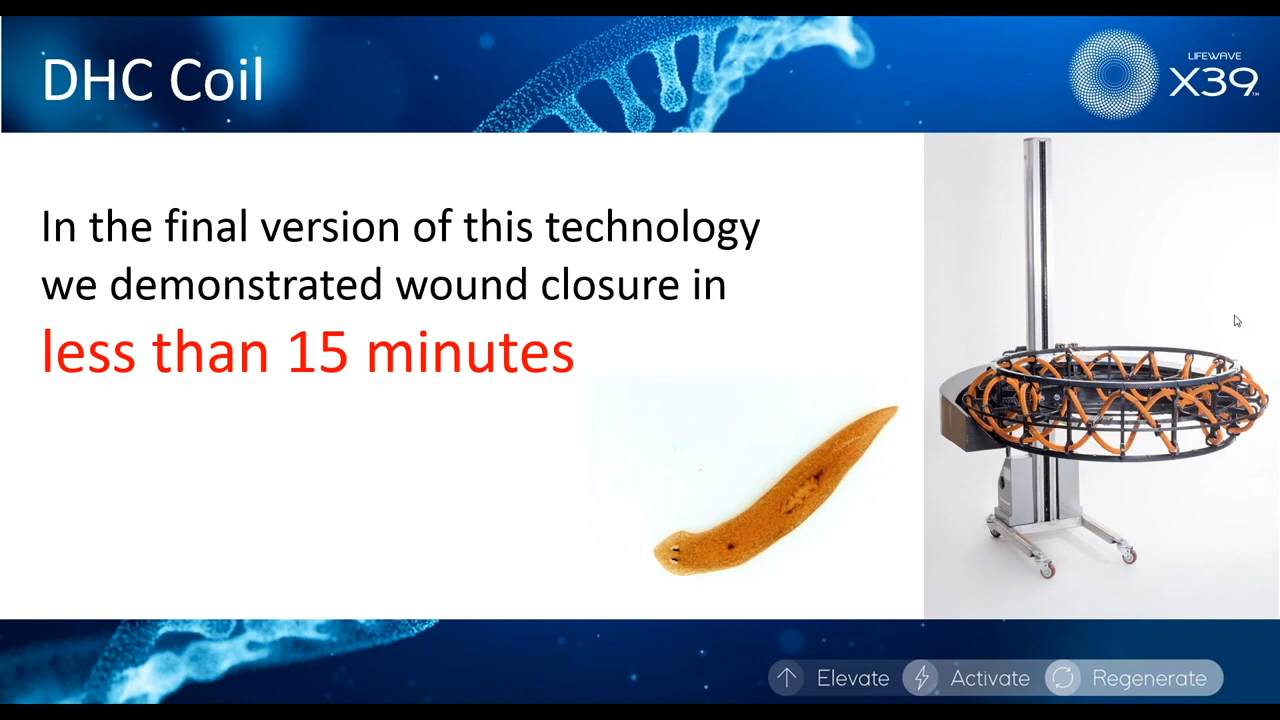 DHC Coil
LIFEWAVE
X39™
In the final version of this technology
we demonstrated wound closure in
less than 15 minutes
Elevate
Activate
Regenerate